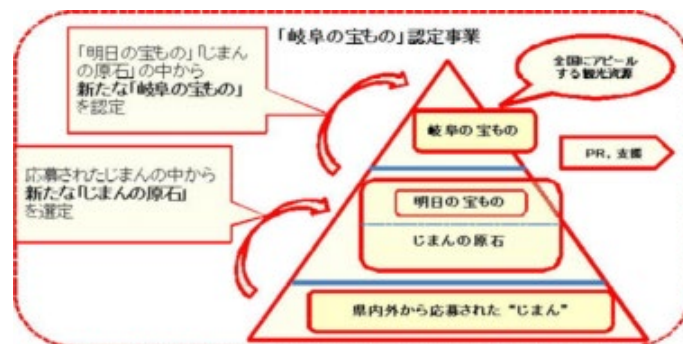 「岐阜の宝もの」認定事業
「明日の宝もの」「じまん
の原石」の中から
新たな「岐阜の宝もの」
を認定
全国にアピール
する観光資源
岐阜の宝もの
PR、支援
応募されたじまんの中から
新たな「じまんの原石」
を選定
明日の宝もの
じまんの原石
県内外から応募された“じまん”